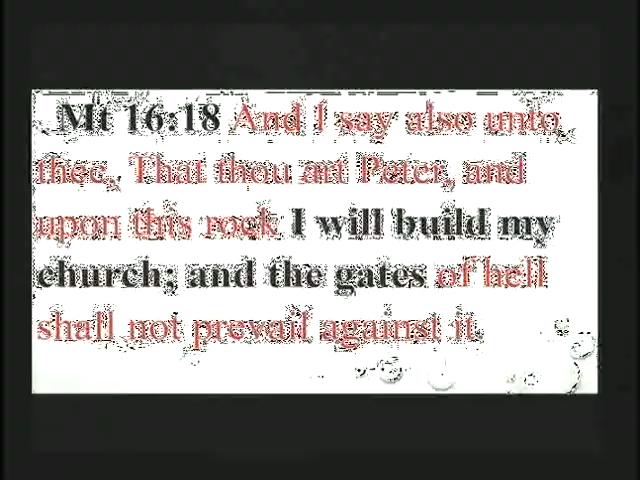 Mt 16:18 And I say also unto
thee, That thou art Peter, and
upon this rock I will build my
church; and the gates of hell
shall not prevail against it.